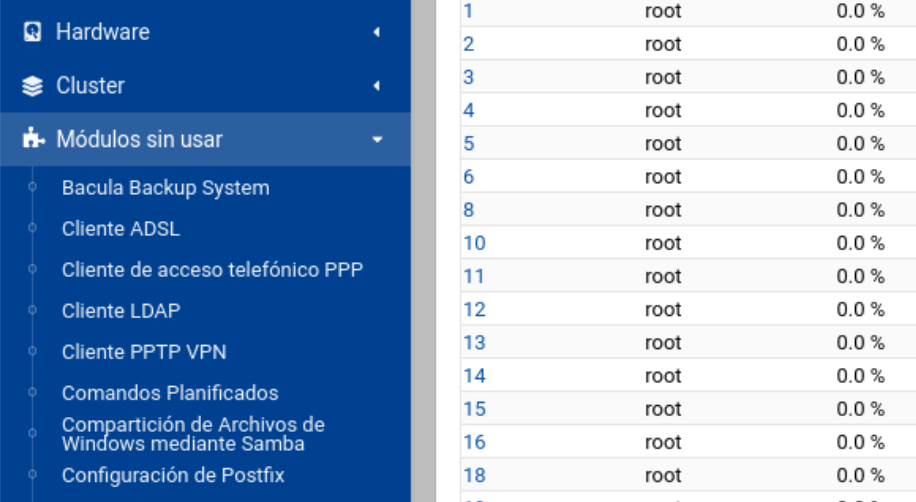 Hardware
Cluster
Módulos sin usar
Bacula Backup System
Cliente ADSL
Cliente de acceso telefónico PPP
Cliente LDAP
Cliente PPTP VPN
Comandos Planificados
Compartición de Archivos de
Windows mediante Samba
Configuración de Postfix
1 root 0.0 %
2 root 0.0 %
3 root 0.0 %
4 root 0.0 %
5 root 0.0 %
6 root 0.0 %
8 root 0.0 %
10 root 0.0 %
11 root 0.0 %
12 root 0.0 %
13 root 0.0 %
14 root 0.0 %
15 root 0.0 %
16 root 0.0 %
18 root 0.0 %